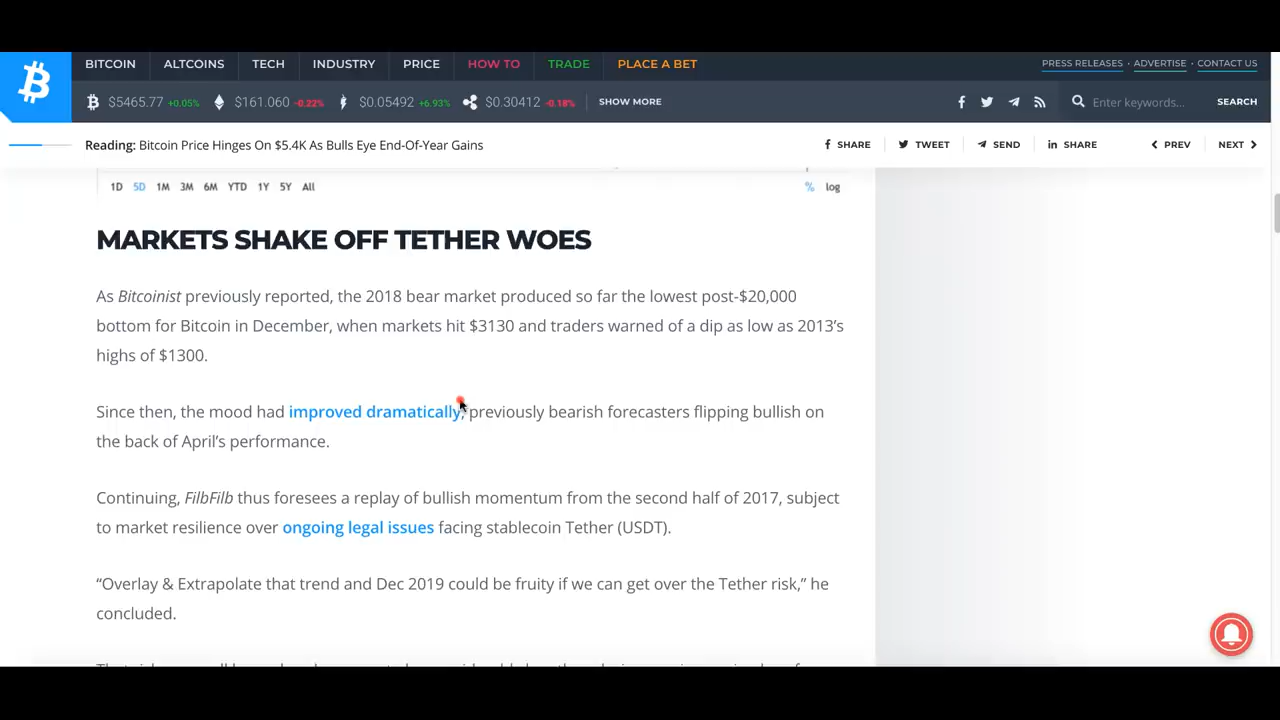 BITCOIN ALTCOINS TECH INDUSTRY PRICE HOW TO TRADE PLACE A BET PRESS RELEASES · ADVERTISE · CONTACT US
$5465.77 +0.05% $161.060 -0.22% $0.05492 +6.93% $0.30412 -0.18% SHOW MORE Enter keywords... SEARCH
Reading: Bitcoin Price Hinges On $5.4K As Bulls Eye End-Of-Year Gains SHARE TWEET SEND SHARE PREV NEXT
1D 5D 1M 3M 6M YTD 1Y 5Y All % log
MARKETS SHAKE OFF TETHER WOES
As Bitcoinist previously reported, the 2018 bear market produced so far the lowest post-$20,000
bottom for Bitcoin in December, when markets hit $3130 and traders warned of a dip as low as 2013’s
highs of $1300.
Since then, the mood had improved dramatically, previously bearish forecasters flipping bullish on
the back of April’s performance.
Continuing, FilbFilb thus foresees a replay of bullish momentum from the second half of 2017, subject
to market resilience over ongoing legal issues facing stablecoin Tether (USDT).
“Overlay & Extrapolate that trend and Dec 2019 could be fruity if we can get over the Tether risk,” he
concluded.